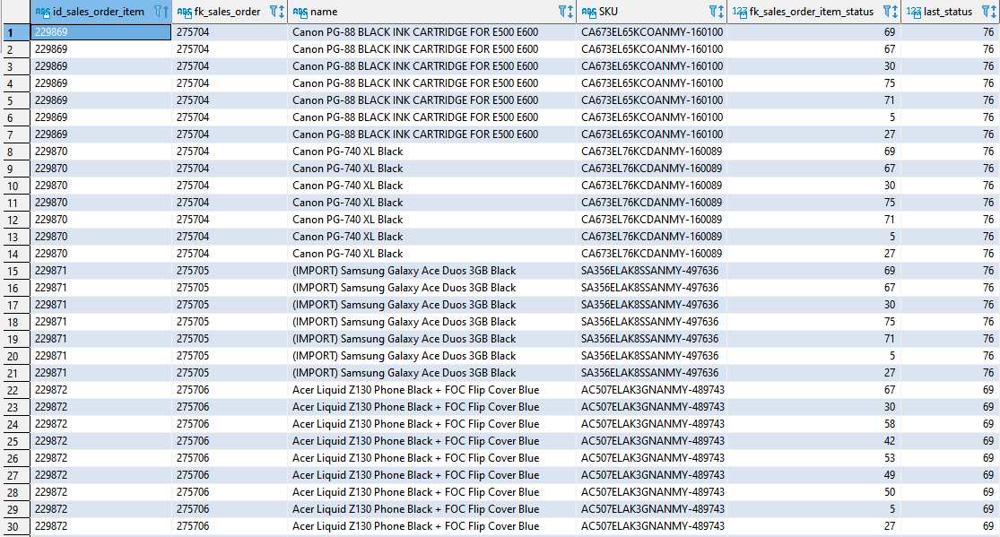 ABC id_sales_order_item ABC fk_sales_order ABC name ABC SKU 123 fk_sales_order_item_status 123 last_status
1 229869 275704 Canon PG-88 BLACK INK CARTRIDGE FOR E500 E600 CA673EL65KCOANMY-160100 69 76
2 229869 275704 Canon PG-88 BLACK INK CARTRIDGE FOR E500 E600 CA673EL65KCOANMY-160100 67 76
3 229869 275704 Canon PG-88 BLACK INK CARTRIDGE FOR E500 E600 CA673EL65KCOANMY-160100 30 76
4 229869 275704 Canon PG-88 BLACK INK CARTRIDGE FOR E500 E600 CA673EL65KCOANMY-160100 75 76
5 229869 275704 Canon PG-88 BLACK INK CARTRIDGE FOR E500 E600 CA673EL65KCOANMY-160100 71 76
6 229869 275704 Canon PG-88 BLACK INK CARTRIDGE FOR E500 E600 CA673EL65KCOANMY-160100 5 76
7 229869 275704 Canon PG-88 BLACK INK CARTRIDGE FOR E500 E600 CA673EL65KCOANMY-160100 27 76
8 229870 275704 Canon PG-740 XL Black CA673EL76KCDANMY-160089 69 76
9 229870 275704 Canon PG-740 XL Black CA673EL76KCDANMY-160089 67 76
10 229870 275704 Canon PG-740 XL Black CA673EL76KCDANMY-160089 30 76
11 229870 275704 Canon PG-740 XL Black CA673EL76KCDANMY-160089 75 76
12 229870 275704 Canon PG-740 XL Black CA673EL76KCDANMY-160089 71 76
13 229870 275704 Canon PG-740 XL Black CA673EL76KCDANMY-160089 5 76
14 229870 275704 Canon PG-740 XL Black CA673EL76KCDANMY-160089 27 76
15 229871 275705 (IMPORT) Samsung Galaxy Ace Duos 3GB Black SA356ELAK8SSANMY-497636 69 76
16 229871 275705 (IMPORT) Samsung Galaxy Ace Duos 3GB Black SA356ELAK8SSANMY-497636 67 76
17 229871 275705 (IMPORT) Samsung Galaxy Ace Duos 3GB Black SA356ELAK8SSANMY-497636 30 76
18 229871 275705 (IMPORT) Samsung Galaxy Ace Duos 3GB Black SA356ELAK8SSANMY-497636 75 76
19 229871 275705 (IMPORT) Samsung Galaxy Ace Duos 3GB Black SA356ELAK8SSANMY-497636 71 76
20 229871 275705 (IMPORT) Samsung Galaxy Ace Duos 3GB Black SA356ELAK8SSANMY-497636 5 76
21 229871 275705 (IMPORT) Samsung Galaxy Ace Duos 3GB Black SA356ELAK8SSANMY-497636 27 76
22 229872 275706 Acer Liquid Z130 Phone Black + FOC Flip Cover Blue AC507ELAK3GNANMY-489743 67 69
23 229872 275706 Acer Liquid Z130 Phone Black + FOC Flip Cover Blue AC507ELAK3GNANMY-489743 30 69
24 229872 275706 Acer Liquid Z130 Phone Black + FOC Flip Cover Blue AC507ELAK3GNANMY-489743 58 69
25 229872 275706 Acer Liquid Z130 Phone Black + FOC Flip Cover Blue AC507ELAK3GNANMY-489743 42 69
26 229872 275706 Acer Liquid Z130 Phone Black + FOC Flip Cover Blue AC507ELAK3GNANMY-489743 53 69
27 229872 275706 Acer Liquid Z130 Phone Black + FOC Flip Cover Blue AC507ELAK3GNANMY-489743 49 69
28 229872 275706 Acer Liquid Z130 Phone Black + FOC Flip Cover Blue AC507ELAK3GNANMY-489743 50 69
29 229872 275706 Acer Liquid Z130 Phone Black + FOC Flip Cover Blue AC507ELAK3GNANMY-489743 5 69
30 229872 275706 Acer Liquid Z130 Phone Black + FOC Flip Cover Blue AC507ELAK3GNANMY-489743 27 69